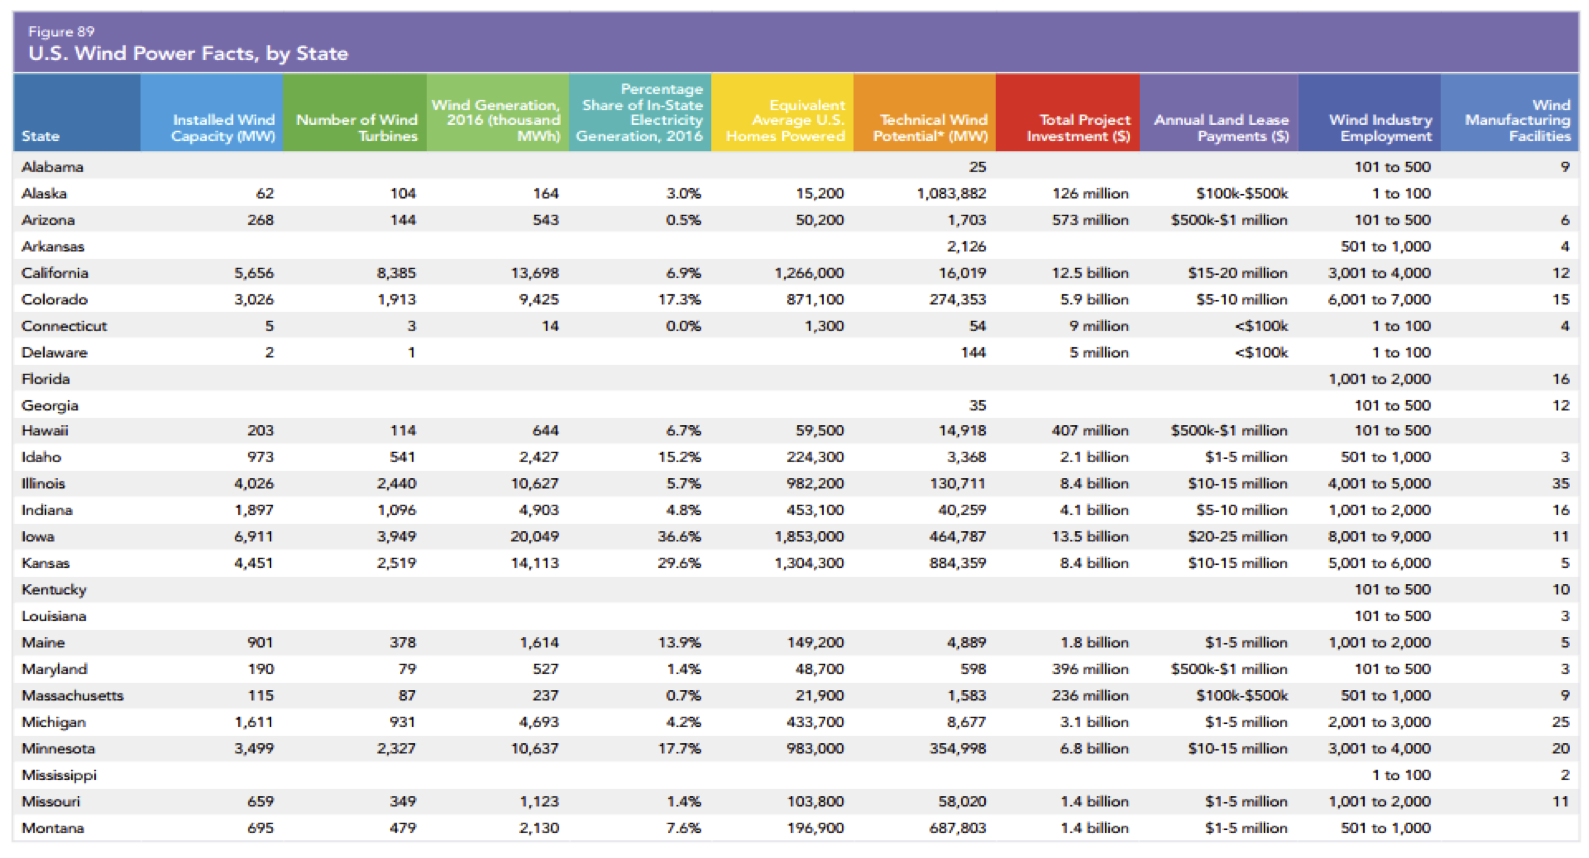 Figure 89
U.S. Wind Power Facts, by State
State Installed Wind Capacity (MW) Number of Wind Turbines Wind Generation, 2016 (thousand MWh) Percentage Share of In-State Electricity Generation, 2016 Equivalent Average U.S. Homes Powered Technical Wind Potential* (MW) Total Project Investment ($) Annual Land Lease Payments ($) Wind Industry Employment Wind Manufacturing Facilities
Alabama 25 101 to 500 9
Alaska 62 104 164 3.0% 15,200 1,083,882 126 million $100k-$500k 1 to 100
Arizona 268 144 543 0.5% 50,200 1,703 573 million $500k-$1 million 101 to 500 6
Arkansas 2,126 501 to 1,000 4
California 5,656 8,385 13,698 6.9% 1,266,000 16,019 12.5 billion $15-20 million 3,001 to 4,000 12
Colorado 3,026 1,913 9,425 17.3% 871,100 274,353 5.9 billion $5-10 million 6,001 to 7,000 15
Connecticut 5 3 14 0.0% 1,300 54 9 million <$100k 1 to 100 4
Delaware 2 1 144 5 million <$100k 1 to 100
Florida 1,001 to 2,000 16
Georgia 35 101 to 500 12
Hawaii 203 114 644 6.7% 59,500 14,918 407 million $500k-$1 million 101 to 500
Idaho 973 541 2,427 15.2% 224,300 3,368 2.1 billion $1-5 million 501 to 1,000 3
Illinois 4,026 2,440 10,627 5.7% 982,200 130,711 8.4 billion $10-15 million 4,001 to 5,000 35
Indiana 1,897 1,096 4,903 4.8% 453,100 40,259 4.1 billion $5-10 million 1,001 to 2,000 16
Iowa 6,911 3,949 20,049 36.6% 1,853,000 464,787 13.5 billion $20-25 million 8,001 to 9,000 11
Kansas 4,451 2,519 14,113 29.6% 1,304,300 884,359 8.4 billion $10-15 million 5,001 to 6,000 5
Kentucky 101 to 500 10
Louisiana 101 to 500 3
Maine 901 378 1,614 13.9% 149,200 4,889 1.8 billion $1-5 million 1,001 to 2,000 5
Maryland 190 79 527 1.4% 48,700 598 396 million $500k-$1 million 101 to 500 3
Massachusetts 115 87 237 0.7% 21,900 1,583 236 million $100k-$500k 501 to 1,000 9
Michigan 1,611 931 4,693 4.2% 433,700 8,677 3.1 billion $1-5 million 2,001 to 3,000 25
Minnesota 3,499 2,327 10,637 17.7% 983,000 354,998 6.8 billion $10-15 million 3,001 to 4,000 20
Mississippi 1 to 100 2
Missouri 659 349 1,123 1.4% 103,800 58,020 1.4 billion $1-5 million 1,001 to 2,000 11
Montana 695 479 2,130 7.6% 196,900 687,803 1.4 billion $1-5 million 501 to 1,000